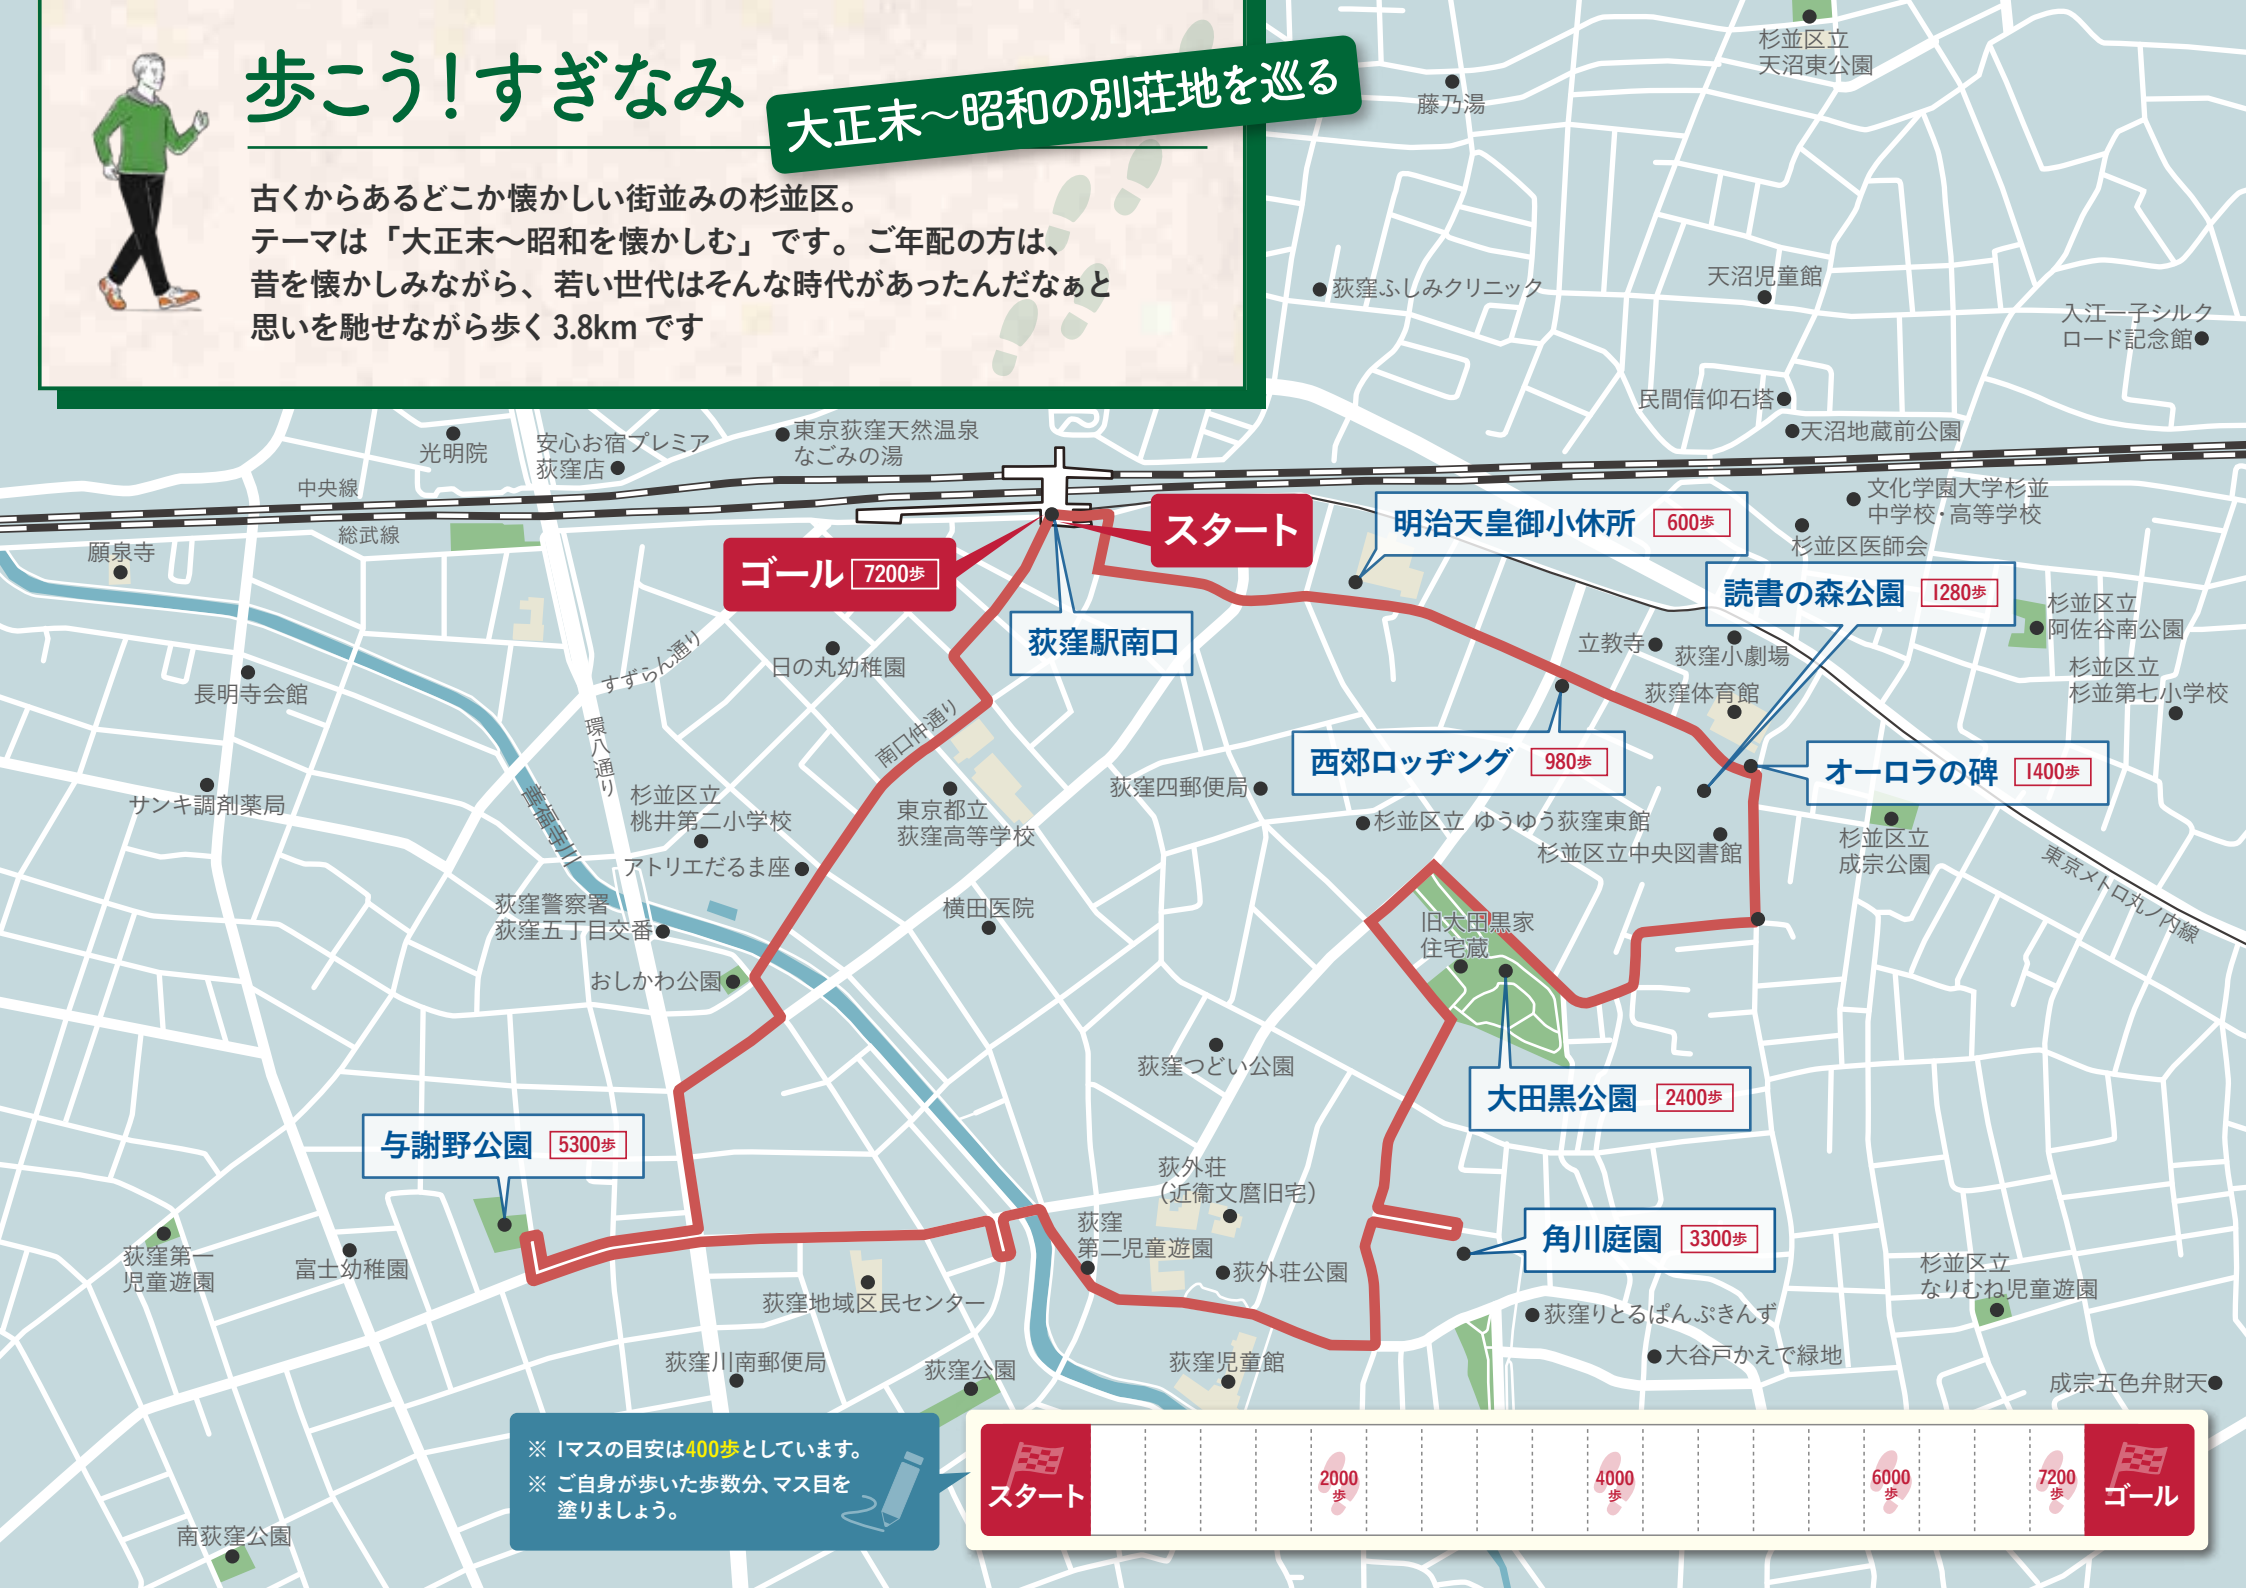 歩こう！すぎなみ
大正末〜昭和の別荘地を巡る
古くからあるどこか懐かしい街並みの杉並区。
テーマは「大正末〜昭和を懐かしむ」です。ご年配の方は、
昔を懐かしみながら、若い世代はそんな時代があったんだなぁと
思いを馳せながら歩く3.8kmです
杉並区立
天沼東公園
藤乃湯
荻窪ふしみクリニック
天沼児童館
入江一子シルク
ロード記念館
民間信仰石塔
天沼地蔵前公園
光明院
安心お宿プレミア
荻窪店
東京荻窪天然温泉
なごみの湯
中央線
総武線
願泉寺
文化学園大学杉並
中学校・高等学校
杉並区医師会
スタート
ゴール 7200歩
荻窪駅南口
明治天皇御小休所 600歩
読書の森公園 1280歩
杉並区立
阿佐谷南公園
杉並区立
杉並第七小学校
立教寺
荻窪小劇場
荻窪体育館
長明寺会館
すずらん通り
日の丸幼稚園
南口仲通り
環八通り
善福寺川
サンキ調剤薬局
杉並区立
桃井第二小学校
アトリエだるま座
東京都立
荻窪高等学校
荻窪四郵便局
西郊ロッヂング 980歩
オーロラの碑 1400歩
杉並区立 ゆうゆう荻窪東館
杉並区立中央図書館
杉並区立
成宗公園
東京メトロ丸ノ内線
荻窪警察署
荻窪五丁目交番
横田医院
旧大田黒家
住宅蔵
おしかわ公園
荻窪つどい公園
大田黒公園 2400歩
与謝野公園 5300歩
荻外荘
（近衞文麿旧宅）
荻窪
第二児童遊園
荻外荘公園
角川庭園 3300歩
荻窪第一
児童遊園
富士幼稚園
荻窪地域区民センター
杉並区立
なりむね児童遊園
荻窪りとるぱんぷきんず
大谷戸かえで緑地
荻窪川南郵便局
荻窪公園
荻窪児童館
成宗五色弁財天
南荻窪公園
※ 1マスの目安は400歩としています。
※ ご自身が歩いた歩数分、マス目を
塗りましょう。
スタート
2000
歩
4000
歩
6000
歩
7200
歩
ゴール